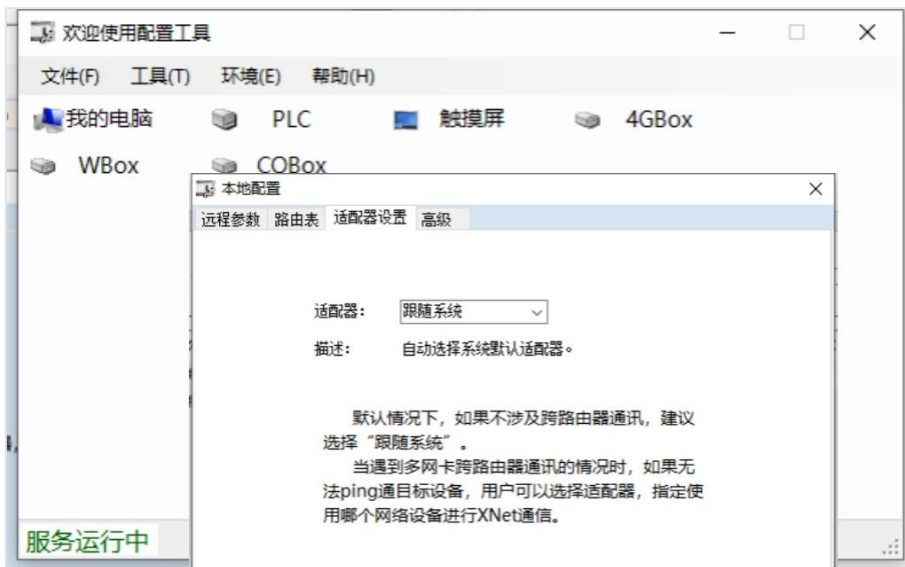 欢迎使用配置工具
文件(F) 工具(T) 环境(E) 帮助(H)
我的电脑 PLC 触摸屏 4GBox
WBox COBox
本地配置
远程参数 路由表 适配器设置 高级
适配器： 跟随系统
描述： 自动选择系统默认适配器。
默认情况下，如果不涉及跨路由器通讯，建议
选择“跟随系统”。
当遇到多网卡跨路由器通讯的情况时，如果无
法ping通目标设备，用户可以选择适配器，指定使
用哪个网络设备进行XNet通信。
服务运行中